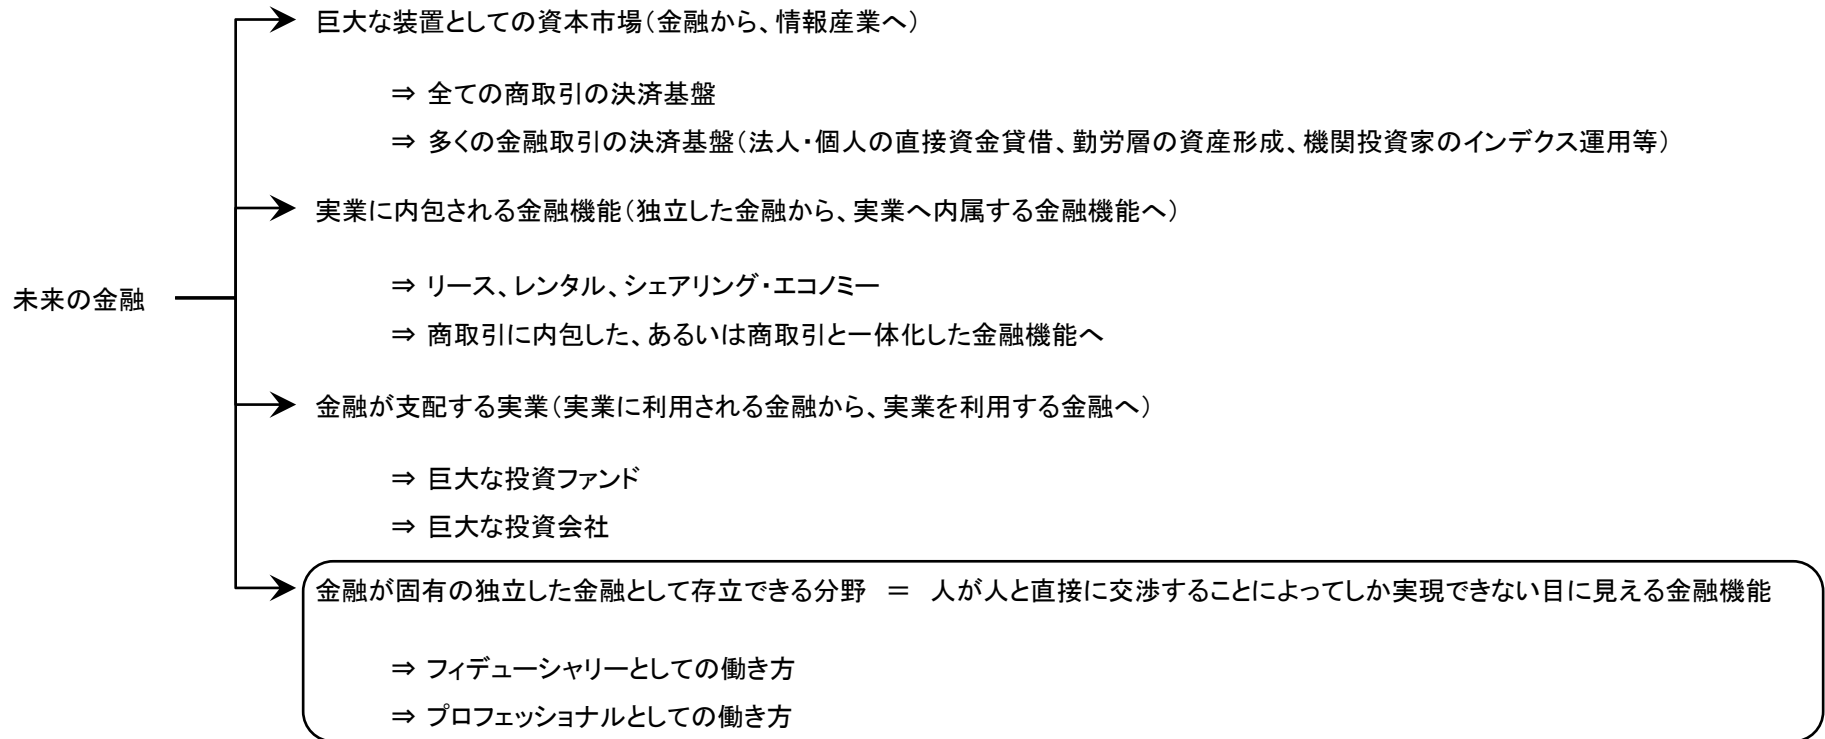 巨大な装置としての資本市場(金融から、情報産業へ)
⇒ 全ての商取引の決済基盤
⇒ 多くの金融取引の決済基盤(法人・個人の直接資金貸借、勤労層の資産形成、機関投資家のインデクス運用等)
実業に内包される金融機能(独立した金融から、実業へ内属する金融機能へ)
⇒ リース、レンタル、シェアリング・エコノミー
未来の金融
⇒ 商取引に内包した、あるいは商取引と一体化した金融機能へ
金融が支配する実業(実業に利用される金融から、実業を利用する金融へ)
⇒ 巨大な投資ファンド
⇒ 巨大な投資会社
金融が固有の独立した金融として存立できる分野 = 人が人と直接に交渉することによってしか実現できない目に見える金融機能
⇒ フィデューシャリーとしての働き方
⇒ プロフェッショナルとしての働き方